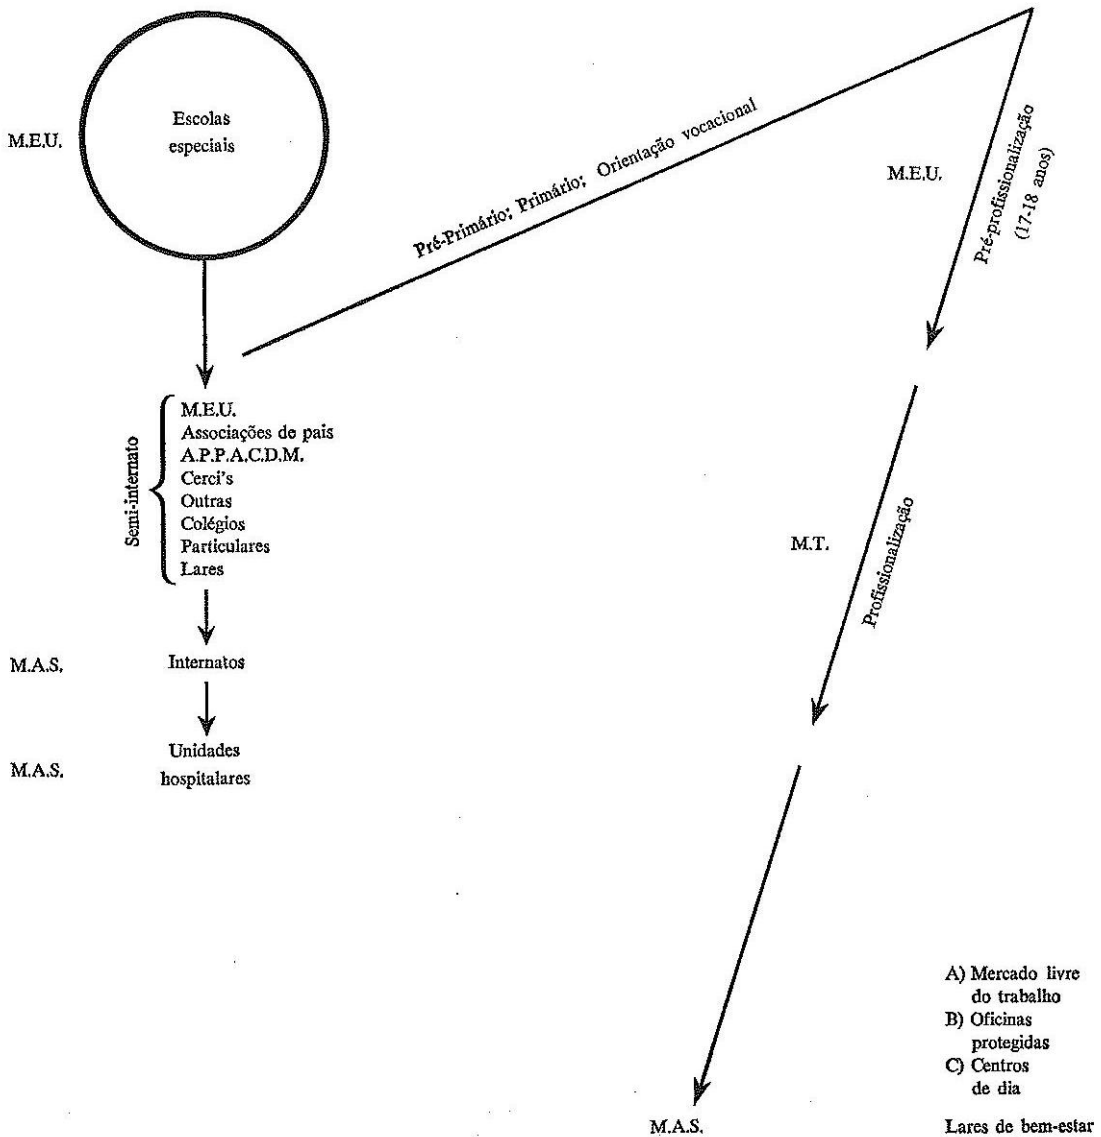 M.E.U.
Escolas
especiais
Pré-Primário; Primário; Orientação vocacional
M.E.U.
Pré-profissionalização
(17-18 anos)
Semi-internato
M.E.U.
Associações de pais
A.P.P.A.C.D.M.
Cerci's
Outras
Colégios
Particulares
Lares
M.T.
Profissionalização
M.A.S.
Internatos
M.A.S.
Unidades
hospitalares
A) Mercado livre
do trabalho
B) Oficinas
protegidas
C) Centros
de dia
M.A.S.
Lares de bem-estar